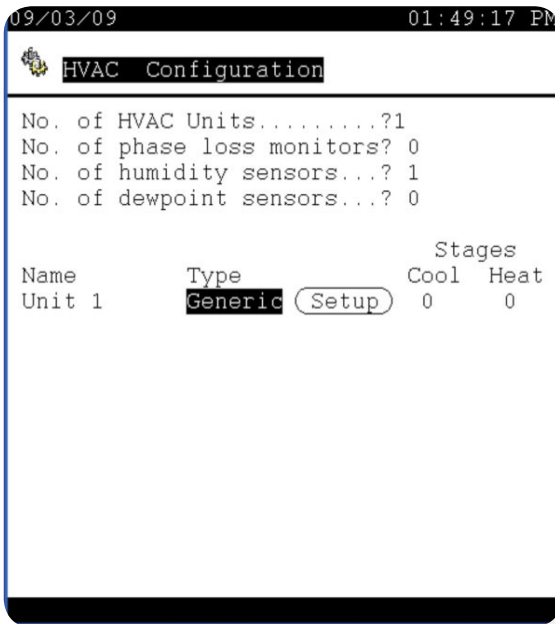 09/03/09 01:49:17 PM
HVAC Configuration
No. of HVAC Units.........?1
No. of phase loss monitors? 0
No. of humidity sensors...? 1
No. of dewpoint sensors...? 0
Stages
Name Type Cool Heat
Unit 1 Generic Setup 0 0